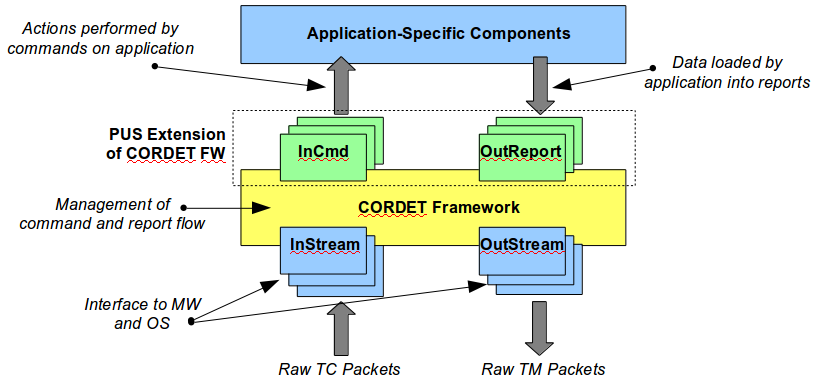 Actions performed by
commands on application
Application-Specific Components
Data loaded by
application into reports
PUS Extension
of CORDET FW
InCmd
OutReport
Management of
command and report flow
CORDET Framework
InStream
OutStream
Interface to MW
and OS
Raw TC Packets
Raw TM Packets